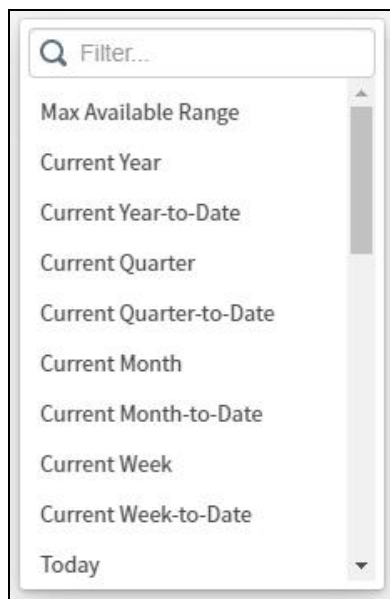 Filter...
Max Available Range
Current Year
Current Year-to-Date
Current Quarter
Current Quarter-to-Date
Current Month
Current Month-to-Date
Current Week
Current Week-to-Date
Today